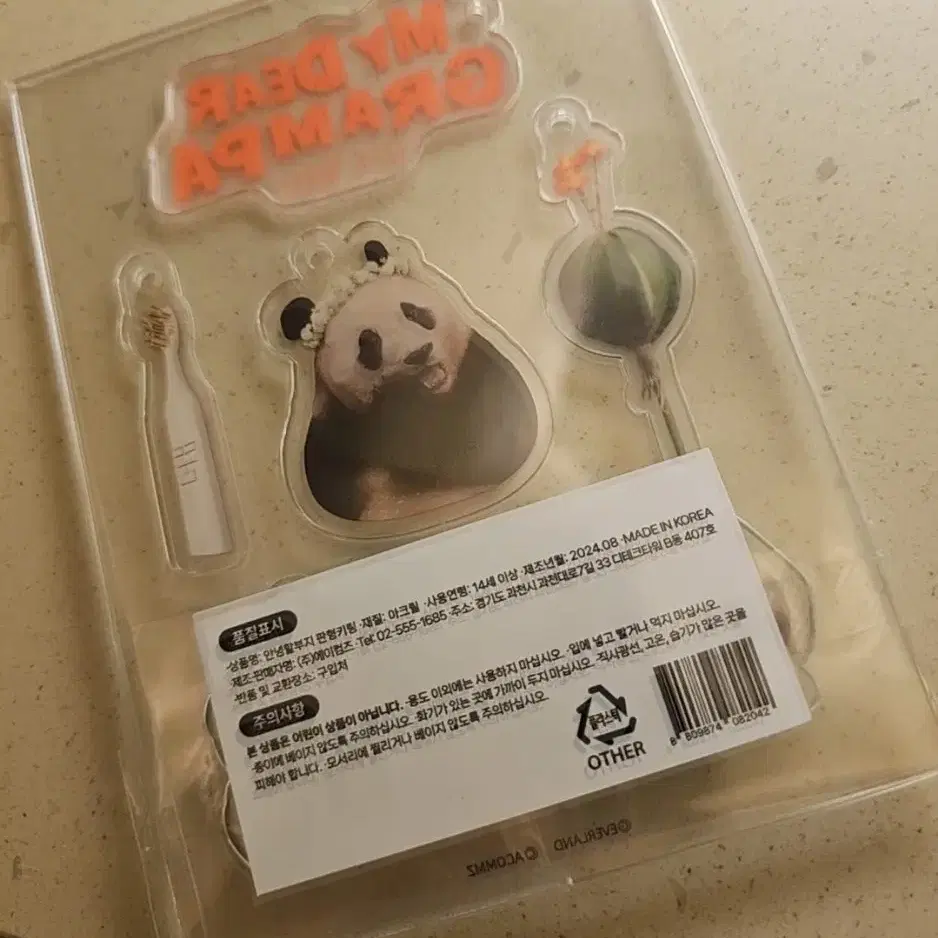 MY DEAR
GRAMPA
품질표시
·상품명: 안녕할부지 판형키링 ·재질: 아크릴 ·사용연령: 14세 이상 ·제조년월: 2024.08 ·MADE IN KOREA
·제조·판매자명: (주)에이컴즈 ·Tel: 02-555-1685 ·주소: 경기도 과천시 과천대로7길 33 디테크타워 B동 407호
·반품 및 교환장소: 구입처
주의사항
본 상품은 어린이 상품이 아닙니다. ·용도 이외에는 사용하지 마십시오. ·입에 넣고 빨거나 먹지 마십시오.
·종이에 베이지 않도록 주의하십시오. ·화기가 있는 곳에 가까이 두지 마십시오. ·직사광선, 고온, 습기가 많은 곳을
피해야 합니다. ·모서리에 찔리거나 베이지 않도록 주의하십시오.
플라스틱
OTHER
8 809874 082042
©EVERLAND ©ACOMMZ